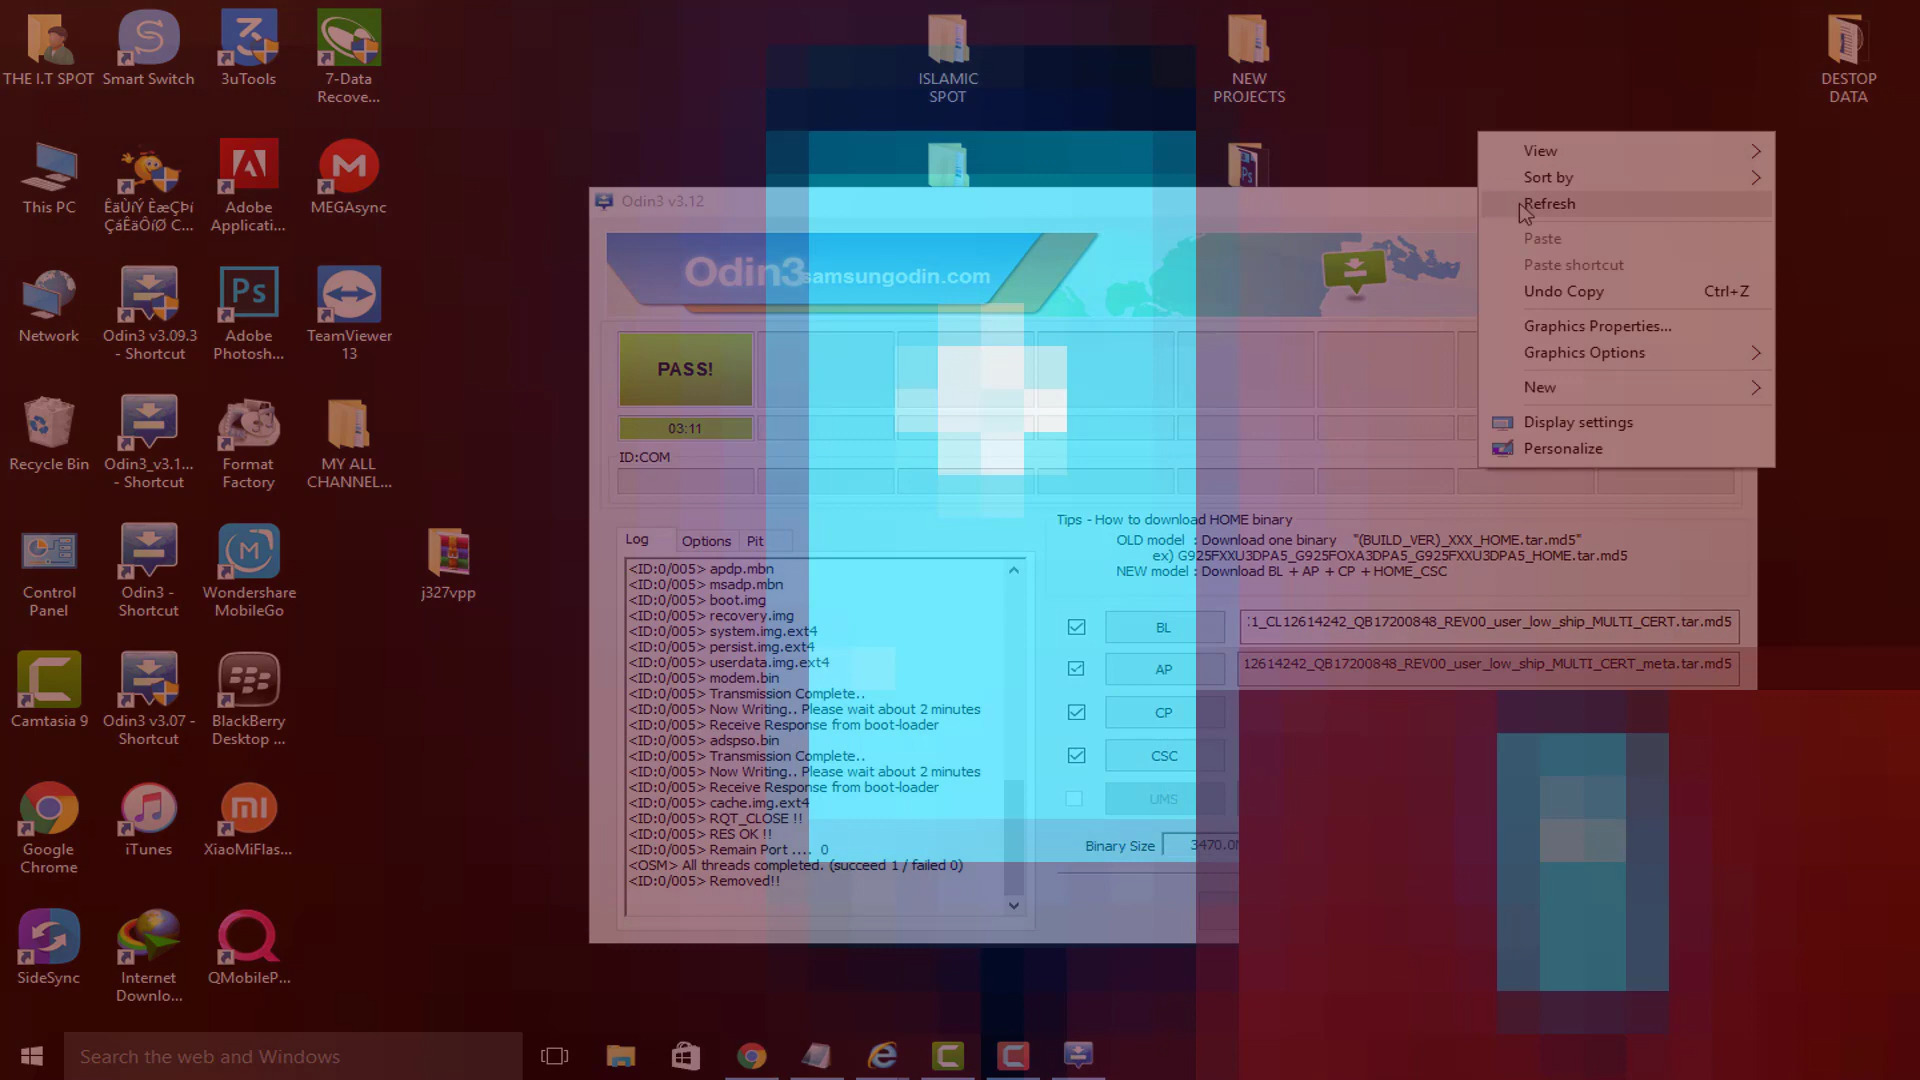 THE I.T SPOT
Smart Switch
3uTools
7-Data
Recove...
This PC
ÊäÙíÝ ÈæÇÞí
ÇáÊäÔíØ C...
Adobe
Applicati...
MEGAsync
Network
Odin3 v3.09.3
- Shortcut
Adobe
Photosh...
TeamViewer
13
Recycle Bin
Odin3_v3.1...
- Shortcut
Format
Factory
MY ALL
CHANNEL...
Control
Panel
Odin3 -
Shortcut
Wondershare
MobileGo
j327vpp
Camtasia 9
Odin3 v3.07 -
Shortcut
BlackBerry
Desktop ...
Google
Chrome
iTunes
XiaoMiFlas...
SideSync
Internet
Downlo...
QMobileP...
ISLAMIC
SPOT
NEW
PROJECTS
DESTOP
DATA
Odin3 v3.12
Odin3
samsungodin.com
PASS!
03:11
ID:COM
Log
Options
Pit
<ID:0/005> apdp.mbn
<ID:0/005> msadp.mbn
<ID:0/005> boot.img
<ID:0/005> recovery.img
<ID:0/005> system.img.ext4
<ID:0/005> persist.img.ext4
<ID:0/005> userdata.img.ext4
<ID:0/005> modem.bin
<ID:0/005> Transmission Complete..
<ID:0/005> Now Writing.. Please wait about 2 minutes
<ID:0/005> Receive Response from boot-loader
<ID:0/005> adspso.bin
<ID:0/005> Transmission Complete..
<ID:0/005> Now Writing.. Please wait about 2 minutes
<ID:0/005> Receive Response from boot-loader
<ID:0/005> cache.img.ext4
<ID:0/005> RQT_CLOSE !!
<ID:0/005> RES OK !!
<ID:0/005> Remain Port .... 0
<OSM> All threads completed. (succeed 1 / failed 0)
<ID:0/005> Removed!!
Tips - How to download HOME binary
OLD model : Download one binary "(BUILD_VER)_XXX_HOME.tar.md5"
ex) G925FXXU3DPA5_G925FOXA3DPA5_G925FXXU3DPA5_HOME.tar.md5
NEW model : Download BL + AP + CP + HOME_CSC
BL
1_CL12614242_QB17200848_REV00_user_low_ship_MULTI_CERT.tar.md5
AP
12614242_QB17200848_REV00_user_low_ship_MULTI_CERT_meta.tar.md5
CP
CSC
UMS
Binary Size
3470.0
View
Sort by
Refresh
Paste
Paste shortcut
Undo Copy Ctrl+Z
Graphics Properties...
Graphics Options
New
Display settings
Personalize
Search the web and Windows